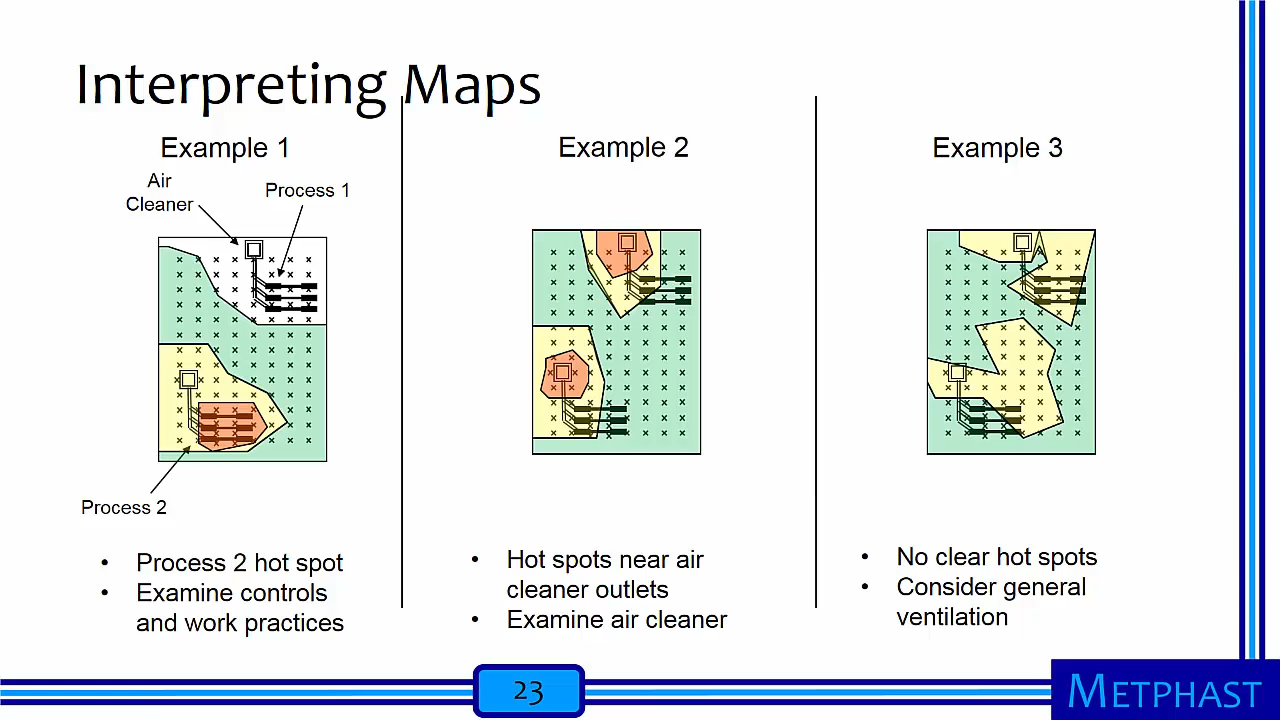 Interpreting Maps
Example 1
Air
Cleaner
Process 1
Process 2
• Process 2 hot spot
• Examine controls
and work practices
Example 2
• Hot spots near air
cleaner outlets
• Examine air cleaner
Example 3
• No clear hot spots
• Consider general
ventilation
23
METPHAST